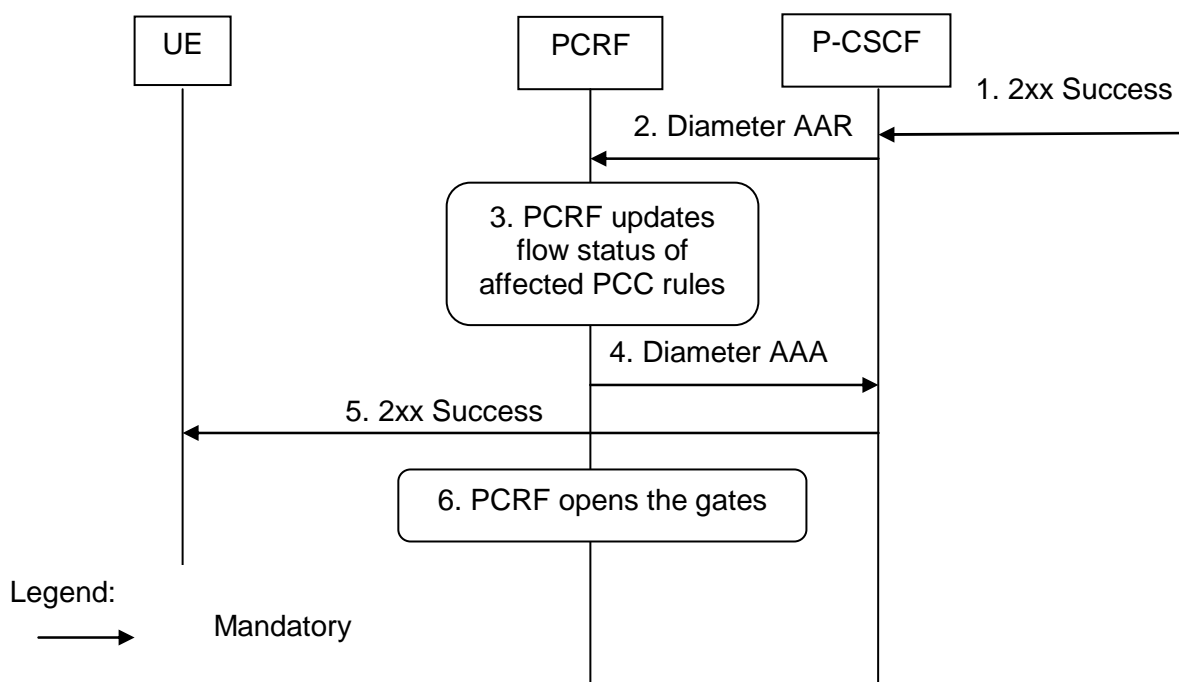 UE
PCRF
P-CSCF
1. 2xx Success
2. Diameter AAR
3. PCRF updates
flow status of
affected PCC rules
4. Diameter AAA
5. 2xx Success
6. PCRF opens the gates
Legend:
Mandatory